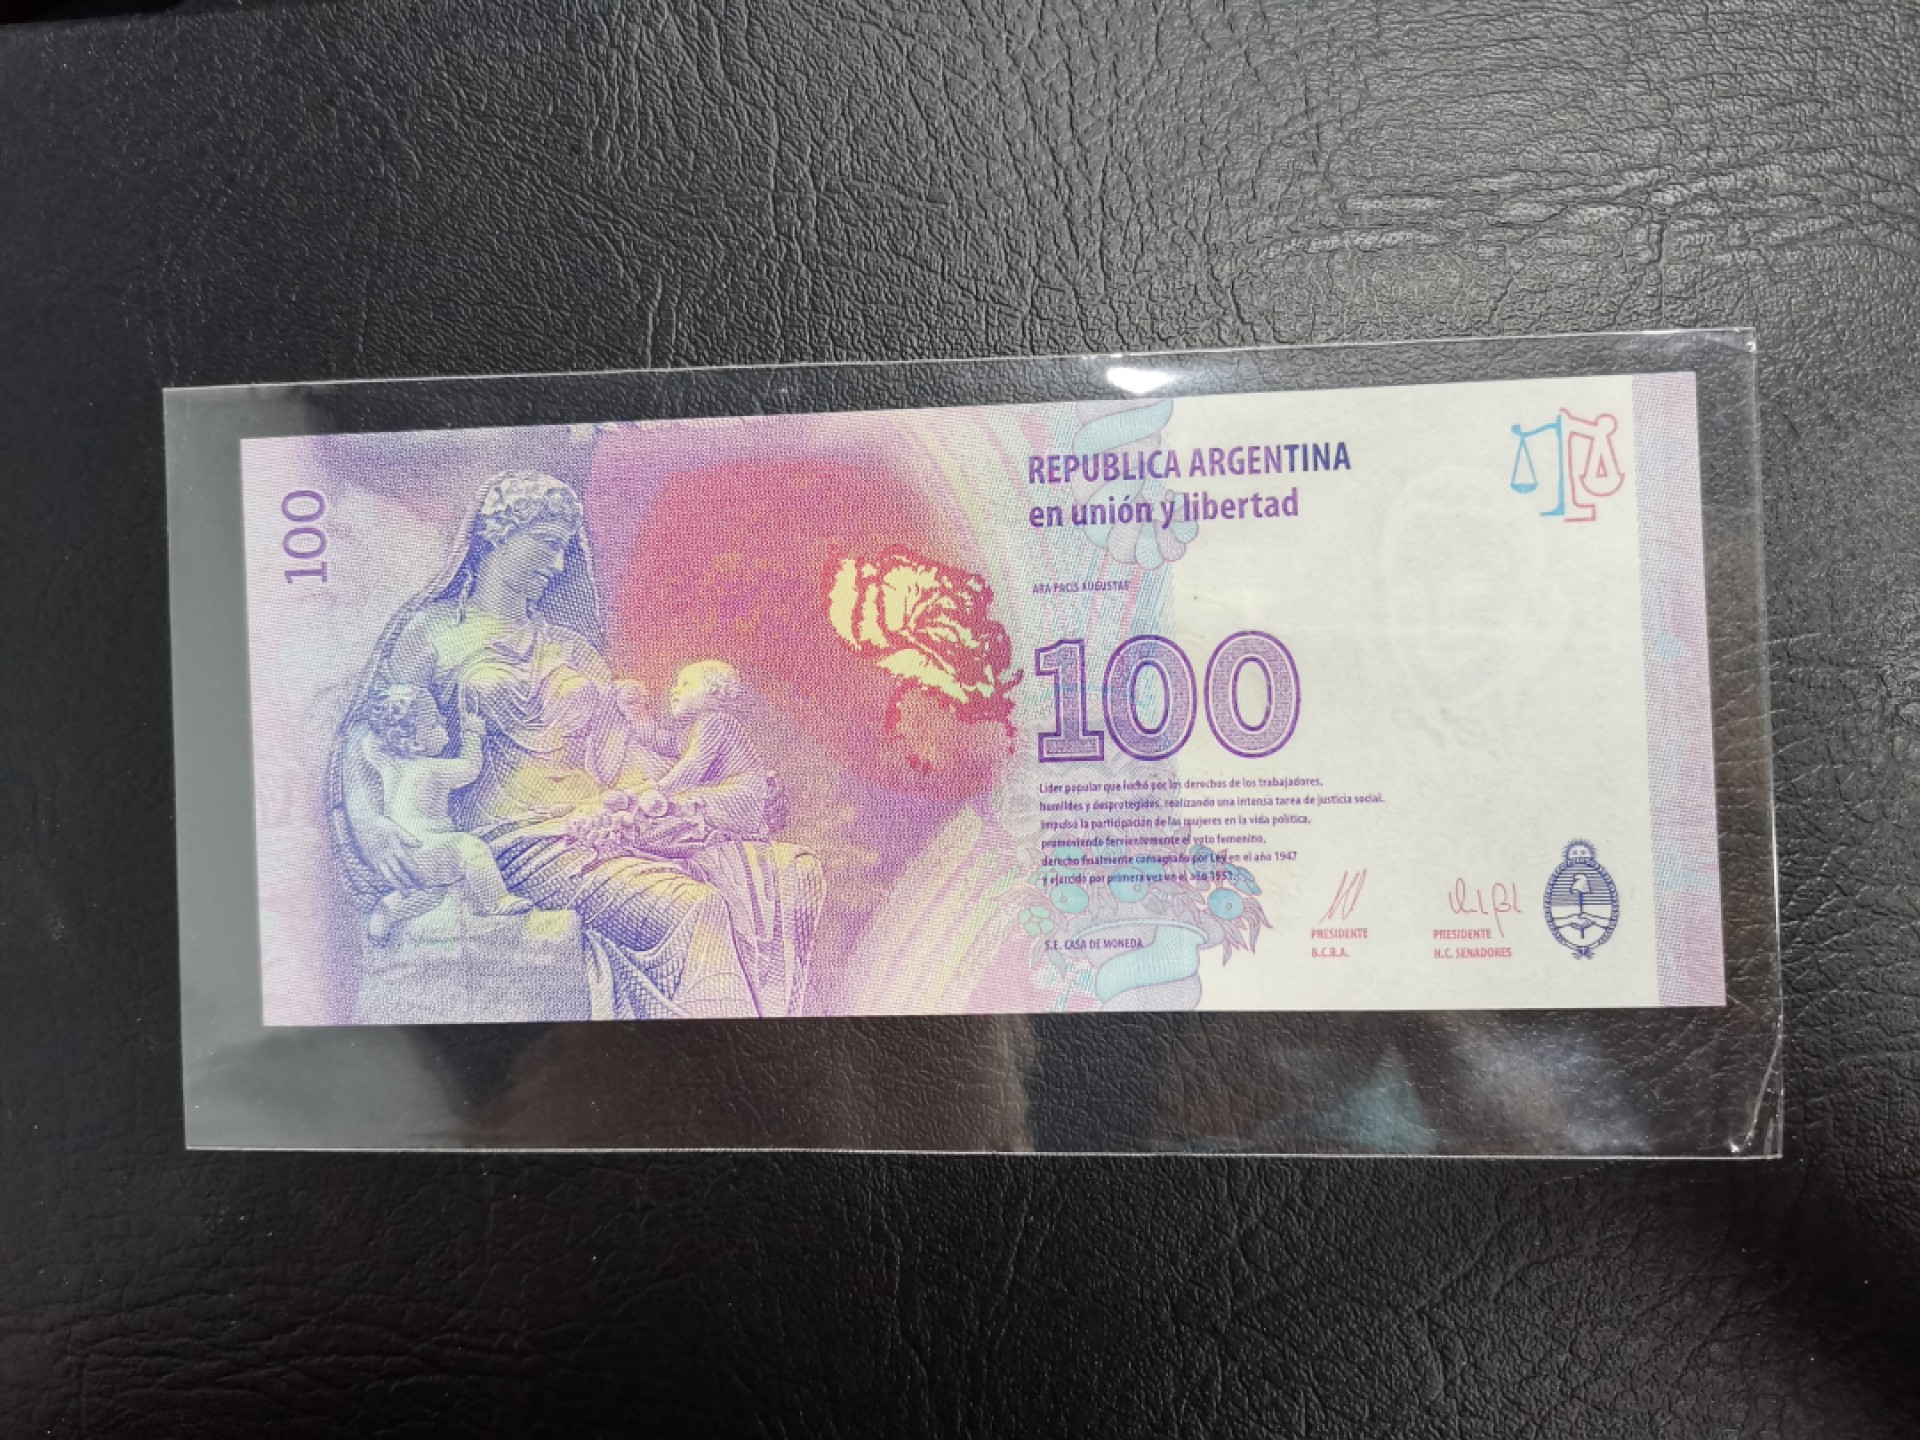 100
REPUBLICA ARGENTINA
en unión y libertad
ARA PACIS AUGUSTAE
100
Líder popular que luchó por los derechos de los trabajadores,
humildes y desprotegidos, realizando una intensa tarea de justicia social.
Impulsó la participación de las mujeres en la vida política,
promoviendo fervientemente el voto femenino,
derecho finalmente consagrado por Ley en el año 1947
y ejercido por primera vez en el año 1951.
S.E. CASA DE MONEDA
PRESIDENTE
B.C.R.A.
PRESIDENTE
H.C. SENADORES